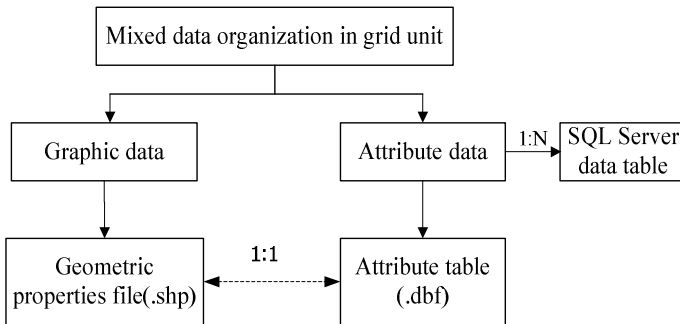 Mixed data organization in grid unit
Graphic data
Attribute data
1:N
SQL Server
data table
Geometric
properties file(.shp)
1:1
Attribute table
(.dbf)